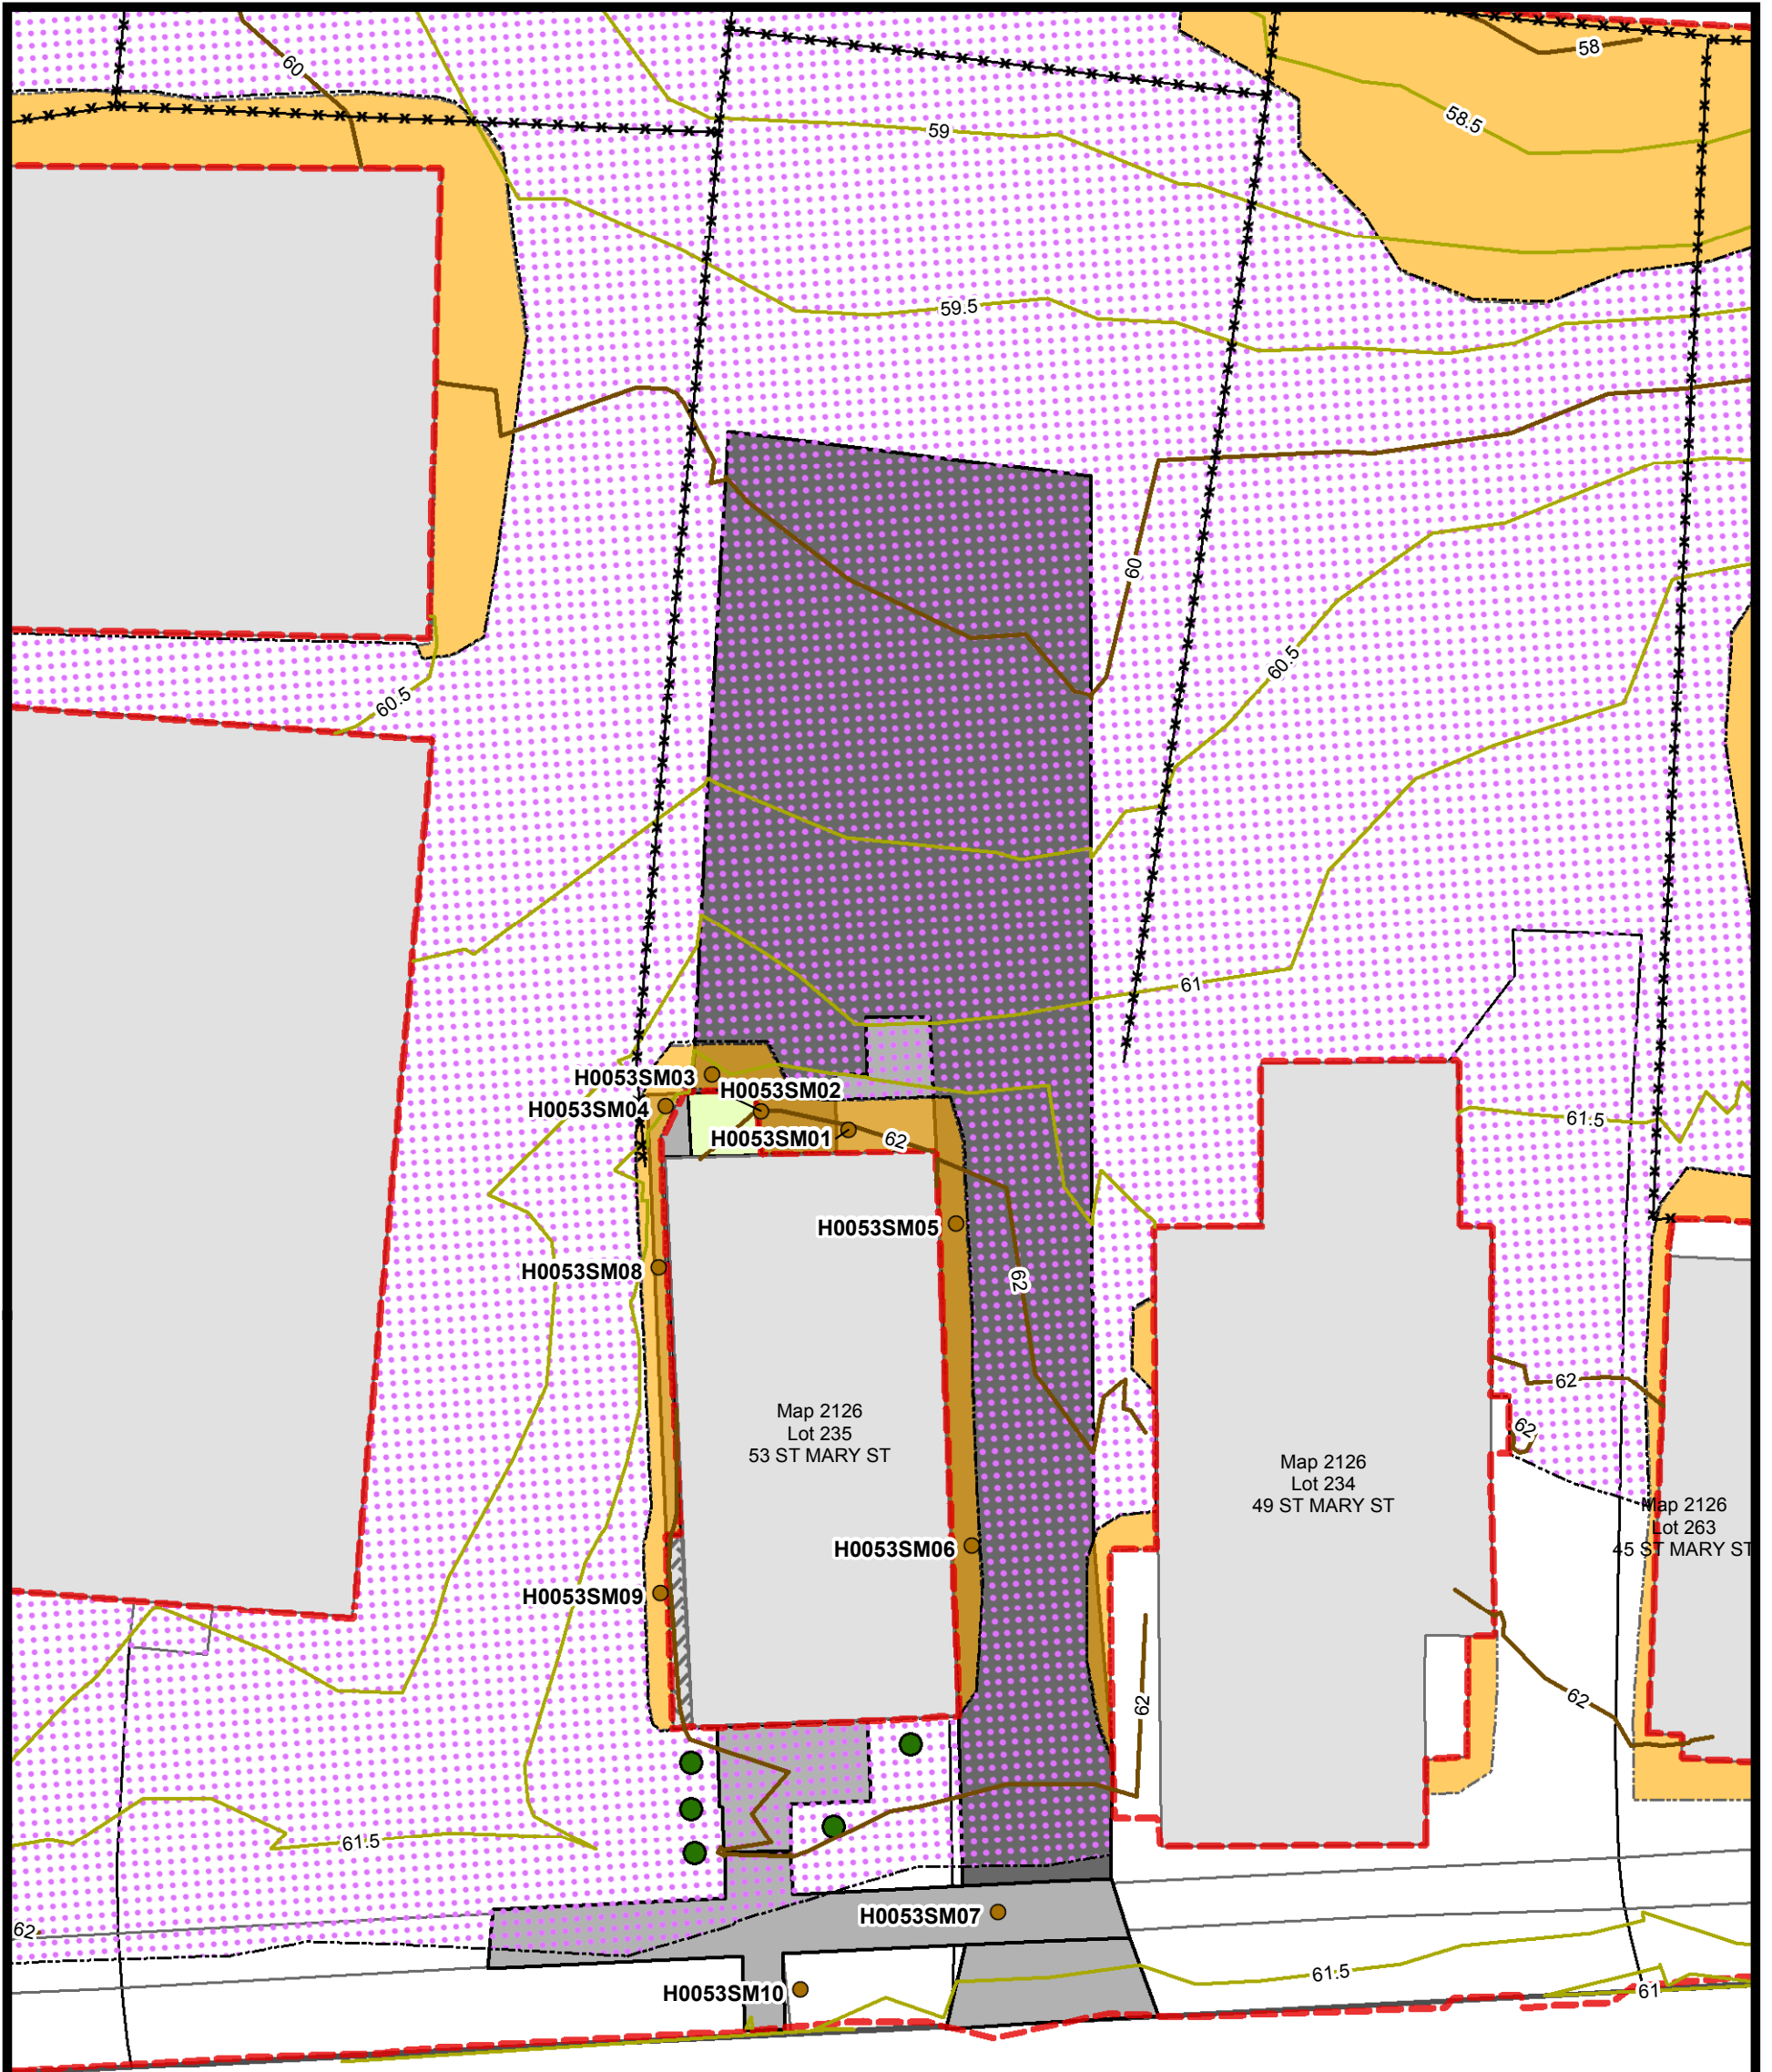 60
58
58.5
59
59.5
60
60.5
60.5
61
H0053SM03
H0053SM02
H0053SM04
H0053SM01
62
61.5
H0053SM05
H0053SM08
62
Map 2126
Lot 235
53 ST MARY ST
62
62
Map 2126
Lot 234
49 ST MARY ST
Map 2126
Lot 263
45 ST MARY ST
H0053SM06
H0053SM09
62
62
61.5
H0053SM07
62
61.5
H0053SM10
61